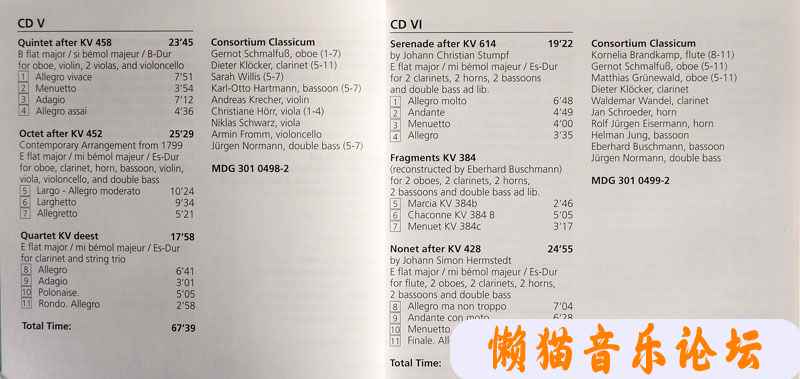 CD V
Quintet after KV 458 23'45
B flat major / si bémol majeur / B-Dur
for oboe, violin, 2 violas, and violoncello
1 Allegro vivace 7'51
2 Menuetto 3'54
3 Adagio 7'12
4 Allegro assai 4'36
Octet after KV 452 25'29
Contemporary Arrangement from 1799
E flat major / mi bémol majeur / Es-Dur
for oboe, clarinet, horn, bassoon, violin,
viola, violoncello, and double bass
5 Largo - Allegro moderato 10'24
6 Larghetto 9'34
7 Allegretto 5'21
Quartet KV deest 17'58
E flat major / mi bémol majeur / Es-Dur
for clarinet and string trio
8 Allegro 6'41
9 Adagio 3'01
10 Polonaise. 5'05
11 Rondo. Allegro 2'58
Total Time: 67'39
Consortium Classicum
Gernot Schmalfuß, oboe (1-7)
Dieter Klöcker, clarinet (5-11)
Sarah Willis (5-7)
Karl-Otto Hartmann, bassoon (5-7)
Andreas Krecher, violin
Christiane Hörr, viola (1-4)
Niklas Schwarz, viola
Armin Fromm, violoncello
Jürgen Normann, double bass (5-7)
MDG 301 0498-2
CD VI
Serenade after KV 614 19'22
by Johann Christian Stumpf
E flat major / mi bémol majeur / Es-Dur
for 2 clarinets, 2 horns, 2 bassoons
and double bass ad lib.
1 Allegro molto 6'48
2 Andante 4'49
3 Menuetto 4'00
4 Allegro 3'35
Fragments KV 384
(reconstructed by Eberhard Buschmann)
for 2 oboes, 2 clarinets, 2 horns,
2 bassoons and double bass ad lib.
5 Marcia KV 384b 2'46
6 Chaconne KV 384 B 5'05
7 Menuet KV 384c 3'17
Nonet after KV 428 24'55
by Johann Simon Hermstedt
E flat major / mi bémol majeur / Es-Dur
for flute, 2 oboes, 2 clarinets, 2 horns,
2 bassoons and double bass
8 Allegro ma non troppo 7'04
9 Andante con moto 6'28
10 Menuetto.
11 Finale.
Total Time:
Consortium Classicum
Kornelia Brandkamp, flute (8-11)
Gernot Schmalfuß, oboe (5-11)
Matthias Grünewald, oboe (5-11)
Dieter Klöcker, clarinet
Waldemar Wandel, clarinet
Jan Schroeder, horn
Rolf Jürgen Eisermann, horn
Helman Jung, bassoon
Eberhard Buschmann, bassoon
Jürgen Normann, double bass
MDG 301 0499-2
懒猫音乐论坛